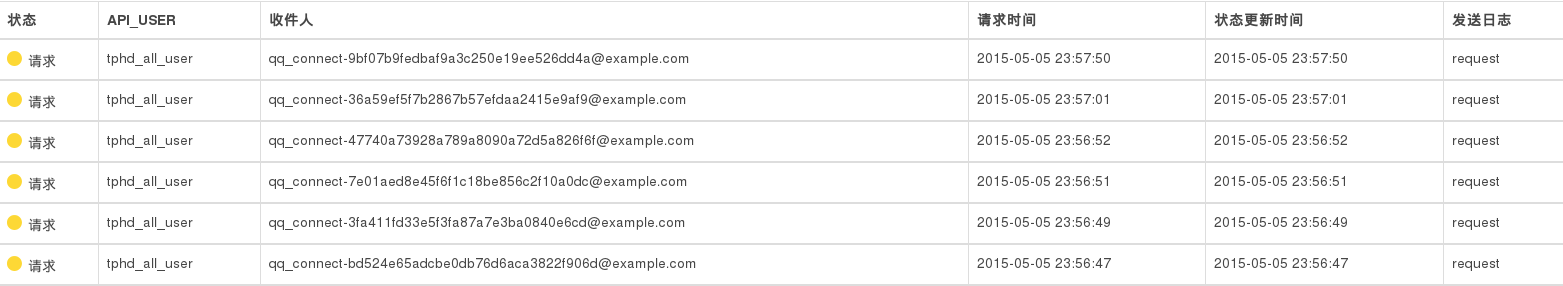 状态 API_USER 收件人 请求时间 状态更新时间 发送日志
请求 tphd_all_user qq_connect-9bf07b9fedbaf9a3c250e19ee526dd4a@example.com 2015-05-05 23:57:50 2015-05-05 23:57:50 request
请求 tphd_all_user qq_connect-36a59ef5f7b2867b57efdaa2415e9af9@example.com 2015-05-05 23:57:01 2015-05-05 23:57:01 request
请求 tphd_all_user qq_connect-47740a73928a789a8090a72d5a826f6f@example.com 2015-05-05 23:56:52 2015-05-05 23:56:52 request
请求 tphd_all_user qq_connect-7e01aed8e45f6f1c18be856c2f10a0dc@example.com 2015-05-05 23:56:51 2015-05-05 23:56:51 request
请求 tphd_all_user qq_connect-3fa411fd33e5f3fa87a7e3ba0840e6cd@example.com 2015-05-05 23:56:49 2015-05-05 23:56:49 request
请求 tphd_all_user qq_connect-bd524e65adcbe0db76d6aca3822f906d@example.com 2015-05-05 23:56:47 2015-05-05 23:56:47 request